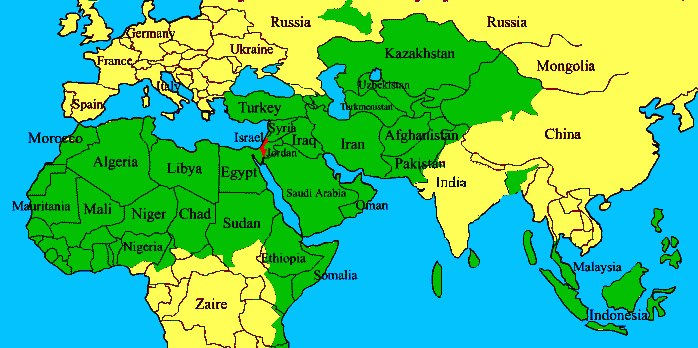 Russia
Russia
Germany
Ukraine
France
Kazakhstan
Mongolia
Italy
Uzbekistan
Spain
Turkey
Turkmenistan
China
Syria
Israel
Morocco
Iraq
Iran
Afghanistan
Jordan
Algeria
Libya
Egypt
Pakistan
India
Saudi Arabia
Mauritania
Mali
Niger
Chad
Oman
Sudan
Nigeria
Ethiopia
Somalia
Malaysia
Zaire
Indonesia